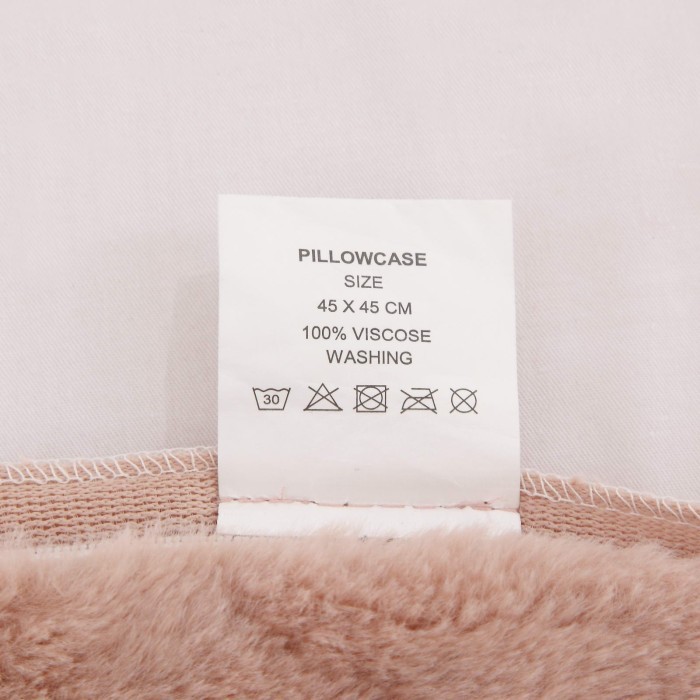 PILLOWCASE
SIZE
45 X 45 CM
100% VISCOSE
WASHING
30